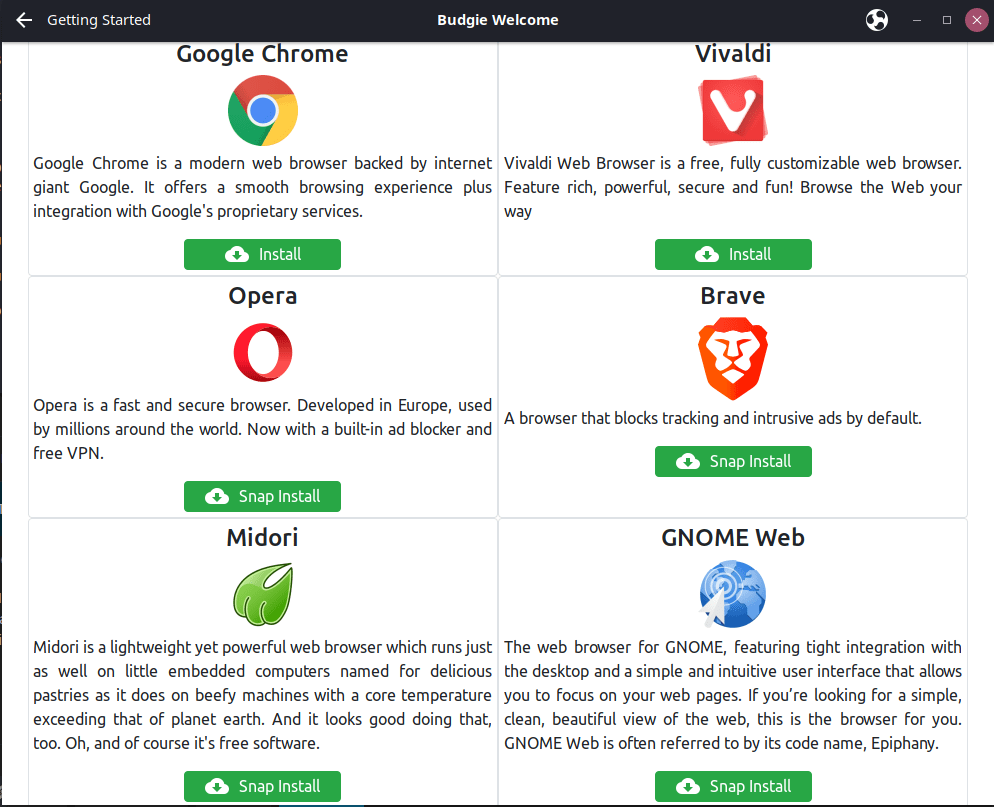 Getting Started
Budgie Welcome
Google Chrome
Google Chrome is a modern web browser backed by internet
giant Google. It offers a smooth browsing experience plus
integration with Google's proprietary services.
Install
Vivaldi
Vivaldi Web Browser is a free, fully customizable web browser.
Feature rich, powerful, secure and fun! Browse the Web your
way
Install
Opera
Opera is a fast and secure browser. Developed in Europe, used
by millions around the world. Now with a built-in ad blocker and
free VPN.
Snap Install
Brave
A browser that blocks tracking and intrusive ads by default.
Snap Install
Midori
Midori is a lightweight yet powerful web browser which runs just
as well on little embedded computers named for delicious
pastries as it does on beefy machines with a core temperature
exceeding that of planet earth. And it looks good doing that,
too. Oh, and of course it's free software.
Snap Install
GNOME Web
The web browser for GNOME, featuring tight integration with
the desktop and a simple and intuitive user interface that allows
you to focus on your web pages. If you’re looking for a simple,
clean, beautiful view of the web, this is the browser for you.
GNOME Web is often referred to by its code name, Epiphany.
Snap Install